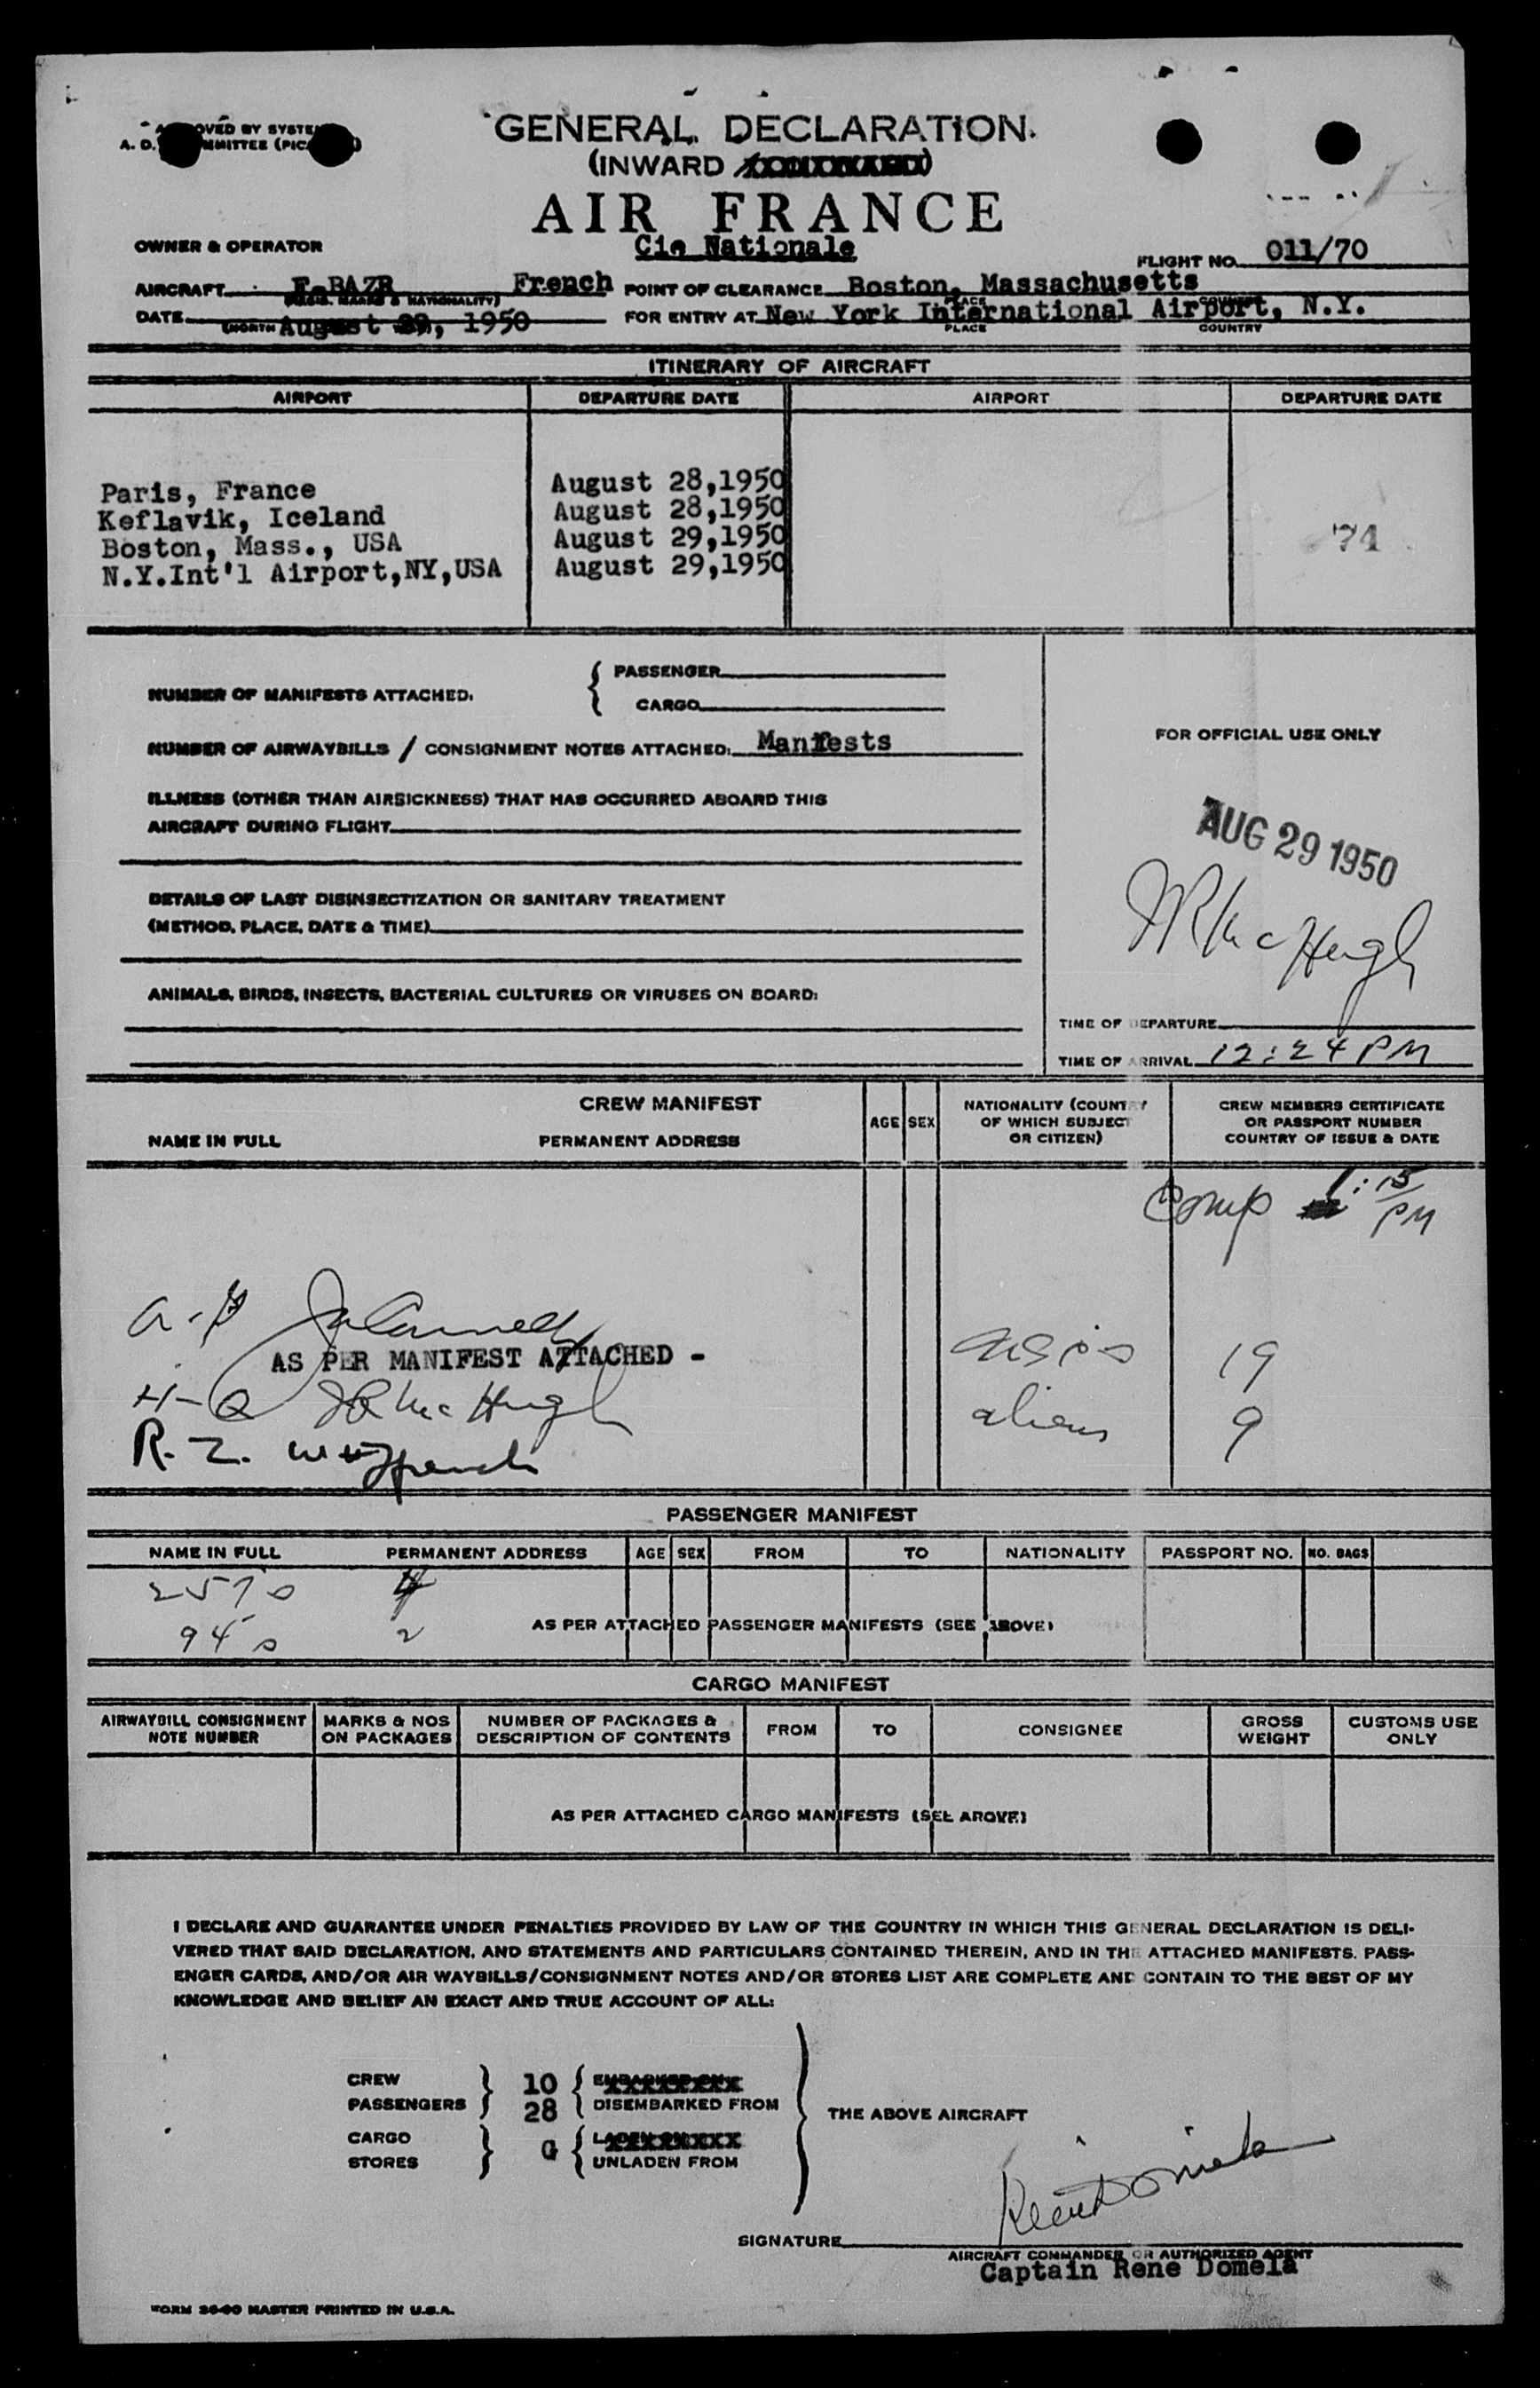 GENERAL DECLARATION
(INWARD
AIR FRANCE
OWNER & OPERATOR Cie Nationale
FLIGHT NO. 011/70
AIRCRAFT F-BAZR French POINT OF CLEARANCE Boston, Massachusetts
(REGIS. MARKS & NATIONALITY) PLACE COUNTRY
DATE August 29, 1950 FOR ENTRY AT New York International Airport, N.Y.
PLACE COUNTRY
ITINERARY OF AIRCRAFT
AIRPORT DEPARTURE DATE AIRPORT DEPARTURE DATE
Paris, France August 28,1950
Keflavik, Iceland August 28,1950
Boston, Mass., USA August 29,1950
N.Y.Int'l Airport,NY,USA August 29,1950
74
NUMBER OF MANIFESTS ATTACHED. PASSENGER
CARGO
NUMBER OF AIRWAYBILLS / CONSIGNMENT NOTES ATTACHED: Manifests
ILLNESS (OTHER THAN AIRSICKNESS) THAT HAS OCCURRED ABOARD THIS
AIRCRAFT DURING FLIGHT
DETAILS OF LAST DISINSECTIZATION OR SANITARY TREATMENT
(METHOD, PLACE, DATE & TIME)
ANIMALS, BIRDS, INSECTS, BACTERIAL CULTURES OR VIRUSES ON BOARD:
FOR OFFICIAL USE ONLY
AUG 29 1950
JR McHugh
TIME OF DEPARTURE
TIME OF ARRIVAL 12:24 PM
CREW MANIFEST
NAME IN FULL PERMANENT ADDRESS AGE SEX NATIONALITY (COUNTRY OF WHICH SUBJECT OR CITIZEN) CREW MEMBERS CERTIFICATE OR PASSPORT NUMBER COUNTRY OF ISSUE & DATE
Comp 1:15 PM
AS PER MANIFEST ATTACHED -
19
H-Q JR McHugh
aliens 9
PASSENGER MANIFEST
NAME IN FULL PERMANENT ADDRESS AGE SEX FROM TO NATIONALITY PASSPORT NO. NO. BAGS
2
AS PER ATTACHED PASSENGER MANIFESTS (SEE ABOVE)
CARGO MANIFEST
AIRWAYBILL CONSIGNMENT NOTE NUMBER MARKS & NOS ON PACKAGES NUMBER OF PACKAGES & DESCRIPTION OF CONTENTS FROM TO CONSIGNEE GROSS WEIGHT CUSTOMS USE ONLY
AS PER ATTACHED CARGO MANIFESTS (SEE ABOVE)
I DECLARE AND GUARANTEE UNDER PENALTIES PROVIDED BY LAW OF THE COUNTRY IN WHICH THIS GENERAL DECLARATION IS DELI-
VERED THAT SAID DECLARATION, AND STATEMENTS AND PARTICULARS CONTAINED THEREIN, AND IN THE ATTACHED MANIFESTS, PASS-
ENGER CARDS, AND/OR AIR WAYBILLS/CONSIGNMENT NOTES AND/OR STORES LIST ARE COMPLETE AND CONTAIN TO THE BEST OF MY
KNOWLEDGE AND BELIEF AN EXACT AND TRUE ACCOUNT OF ALL:
CREW 10
PASSENGERS 28 DISEMBARKED FROM
THE ABOVE AIRCRAFT
CARGO
STORES UNLADEN FROM
SIGNATURE
AIRCRAFT COMMANDER OR AUTHORIZED AGENT
Captain Rene Domela
FORM 26-90 MASTER PRINTED IN U.S.A.